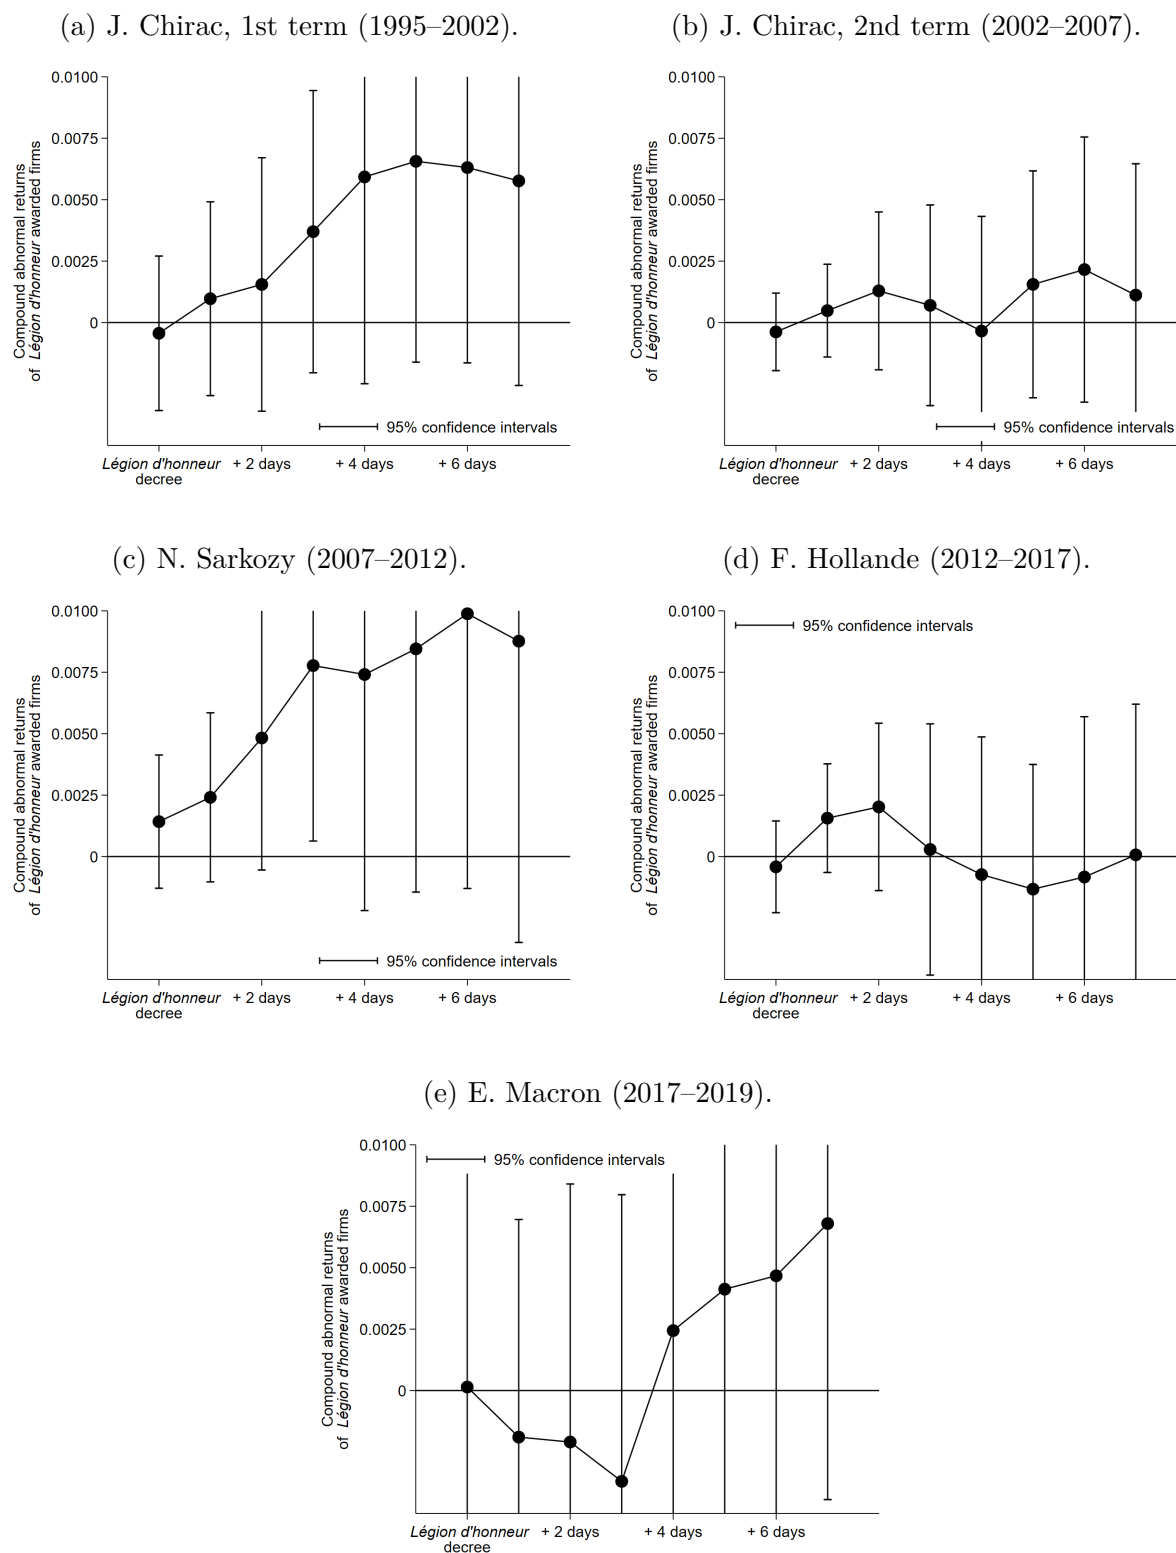 (a) J. Chirac, 1st term (1995–2002).
0.0100
0.0075
0.0050
0.0025
0
Compound abnormal returns
of Légion d'honneur awarded firms
95% confidence intervals
Légion d'honneur
decree
+ 2 days
+ 4 days
+ 6 days
(b) J. Chirac, 2nd term (2002–2007).
0.0100
0.0075
0.0050
0.0025
0
Compound abnormal returns
of Légion d'honneur awarded firms
95% confidence intervals
Légion d'honneur
decree
+ 2 days
+ 4 days
+ 6 days
(c) N. Sarkozy (2007–2012).
0.0100
0.0075
0.0050
0.0025
0
Compound abnormal returns
of Légion d'honneur awarded firms
95% confidence intervals
Légion d'honneur
decree
+ 2 days
+ 4 days
+ 6 days
(d) F. Hollande (2012–2017).
0.0100
0.0075
0.0050
0.0025
0
Compound abnormal returns
of Légion d'honneur awarded firms
95% confidence intervals
Légion d'honneur
decree
+ 2 days
+ 4 days
+ 6 days
(e) E. Macron (2017–2019).
0.0100
0.0075
0.0050
0.0025
0
Compound abnormal returns
of Légion d'honneur awarded firms
95% confidence intervals
Légion d'honneur
decree
+ 2 days
+ 4 days
+ 6 days